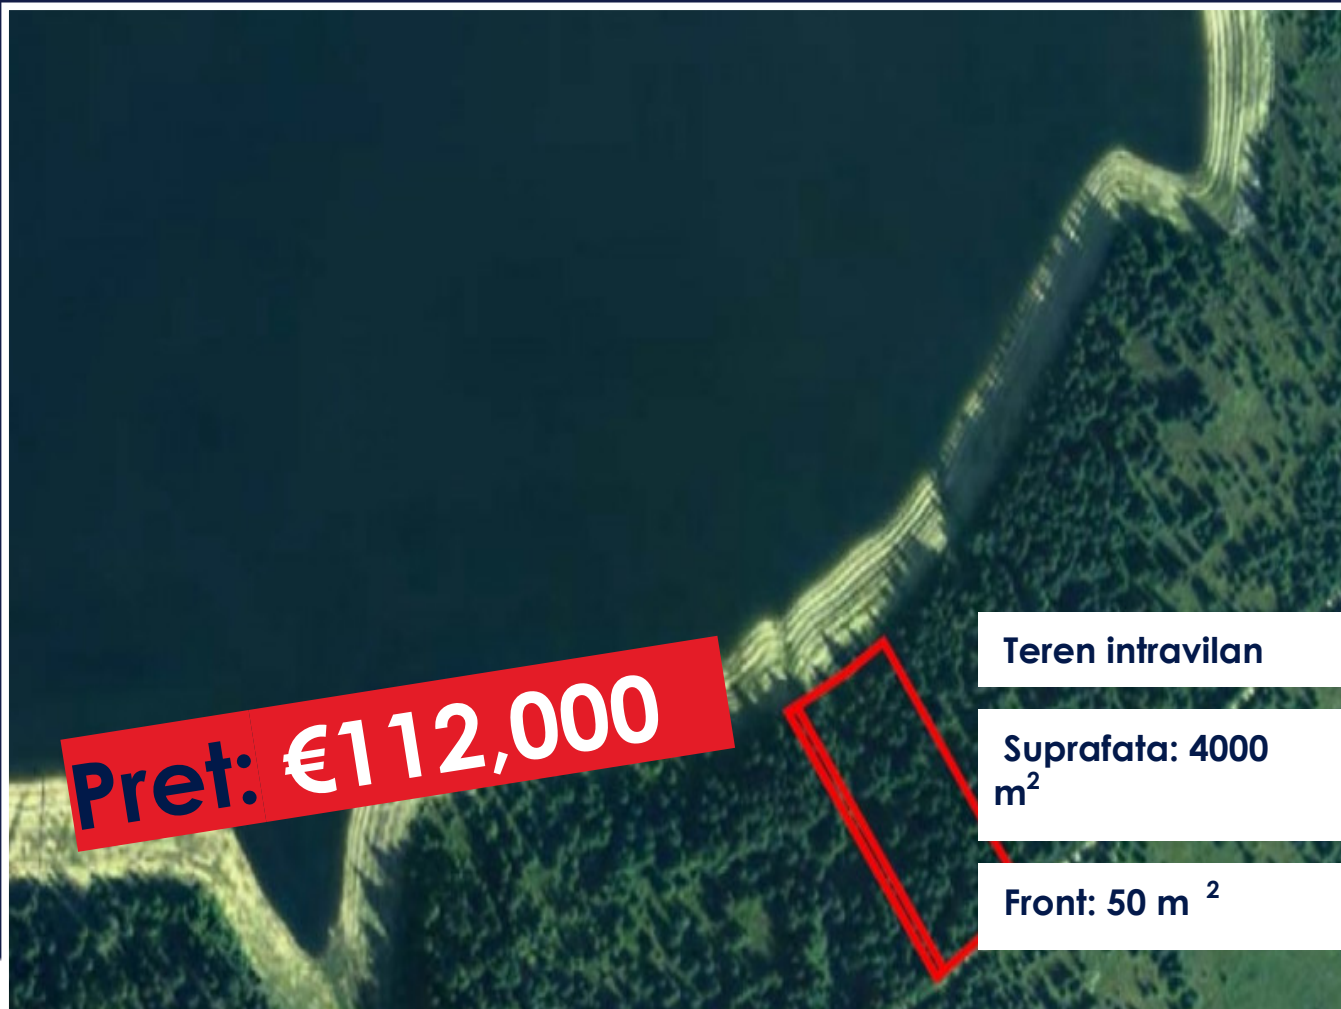 Pret: €112,000
Teren intravilan
Suprafata: 4000
m²
Front: 50 m ²